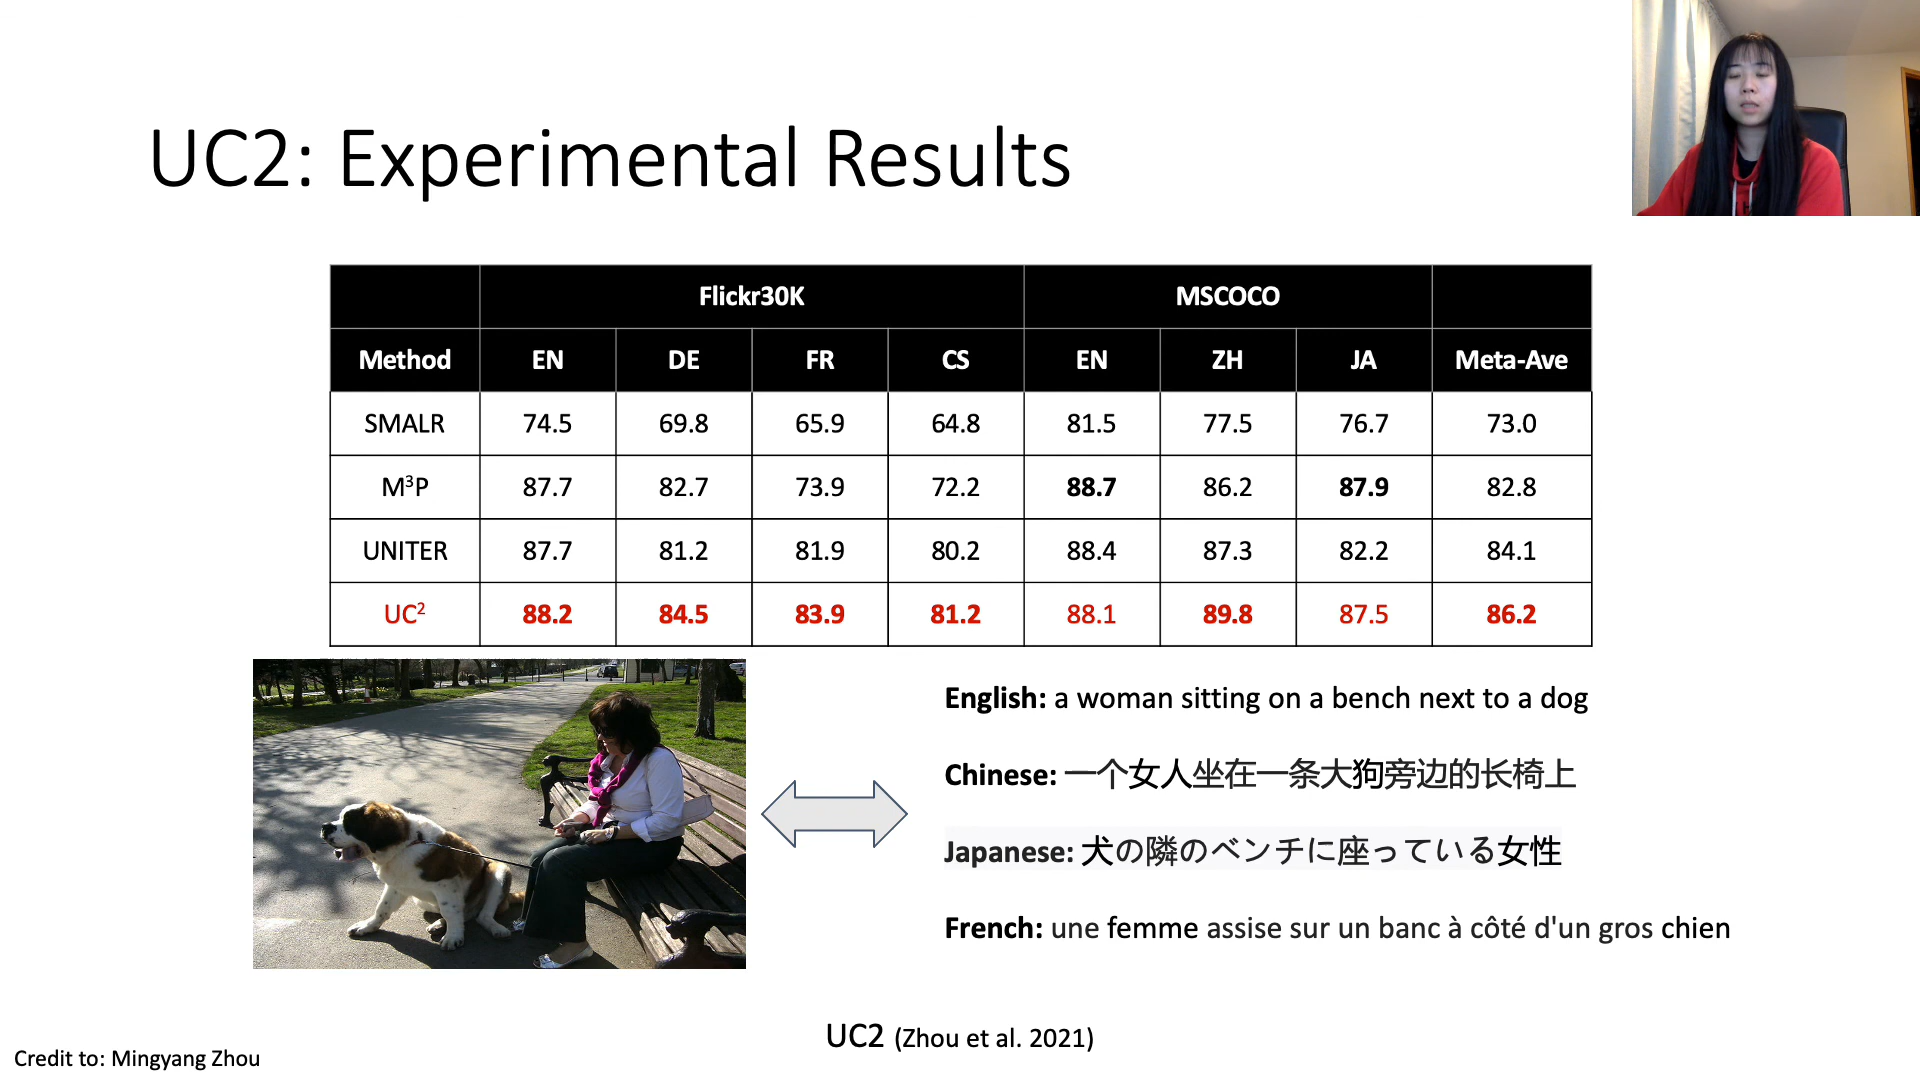 UC2: Experimental Results
Flickr30K MSCOCO
Method EN DE FR CS EN ZH JA Meta-Ave
SMALR 74.5 69.8 65.9 64.8 81.5 77.5 76.7 73.0
M³P 87.7 82.7 73.9 72.2 88.7 86.2 87.9 82.8
UNITER 87.7 81.2 81.9 80.2 88.4 87.3 82.2 84.1
UC² 88.2 84.5 83.9 81.2 88.1 89.8 87.5 86.2
English: a woman sitting on a bench next to a dog
Chinese: 一个女人坐在一条大狗旁边的长椅上
Japanese: 犬の隣のベンチに座っている女性
French: une femme assise sur un banc à côté d'un gros chien
UC2 (Zhou et al. 2021)
Credit to: Mingyang Zhou